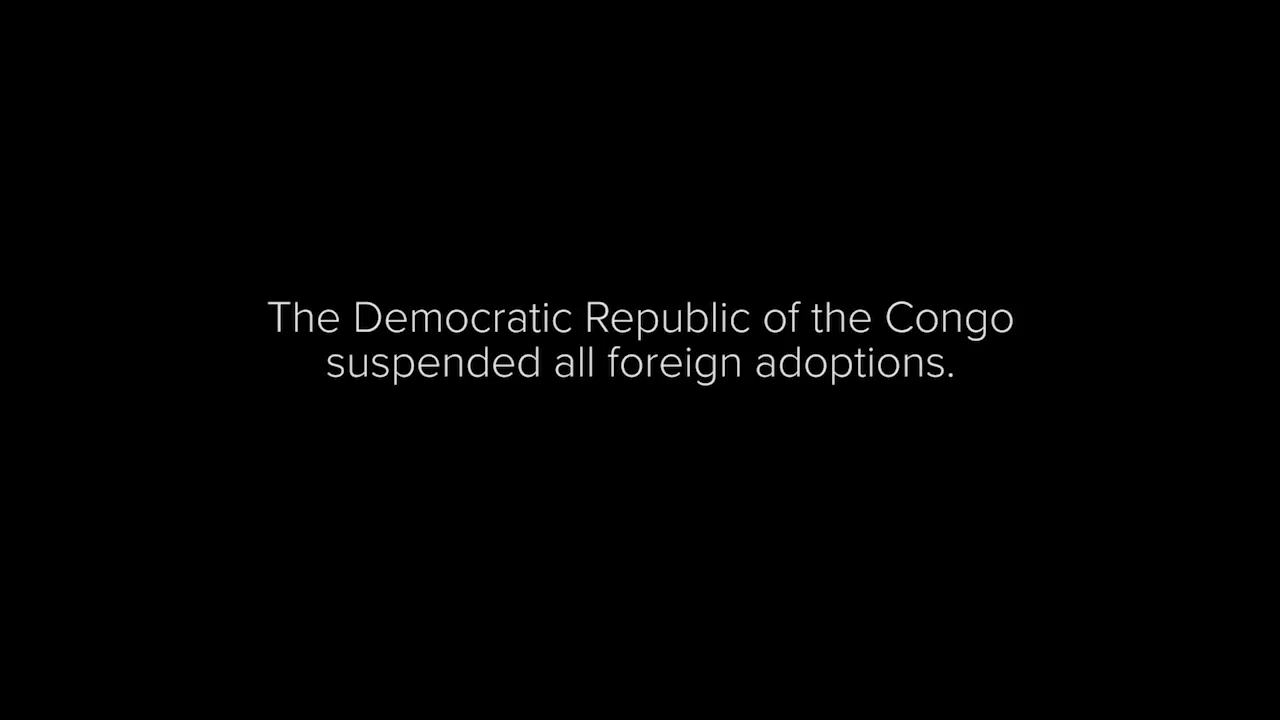 The Democratic Republic of the Congo
suspended all foreign adoptions.